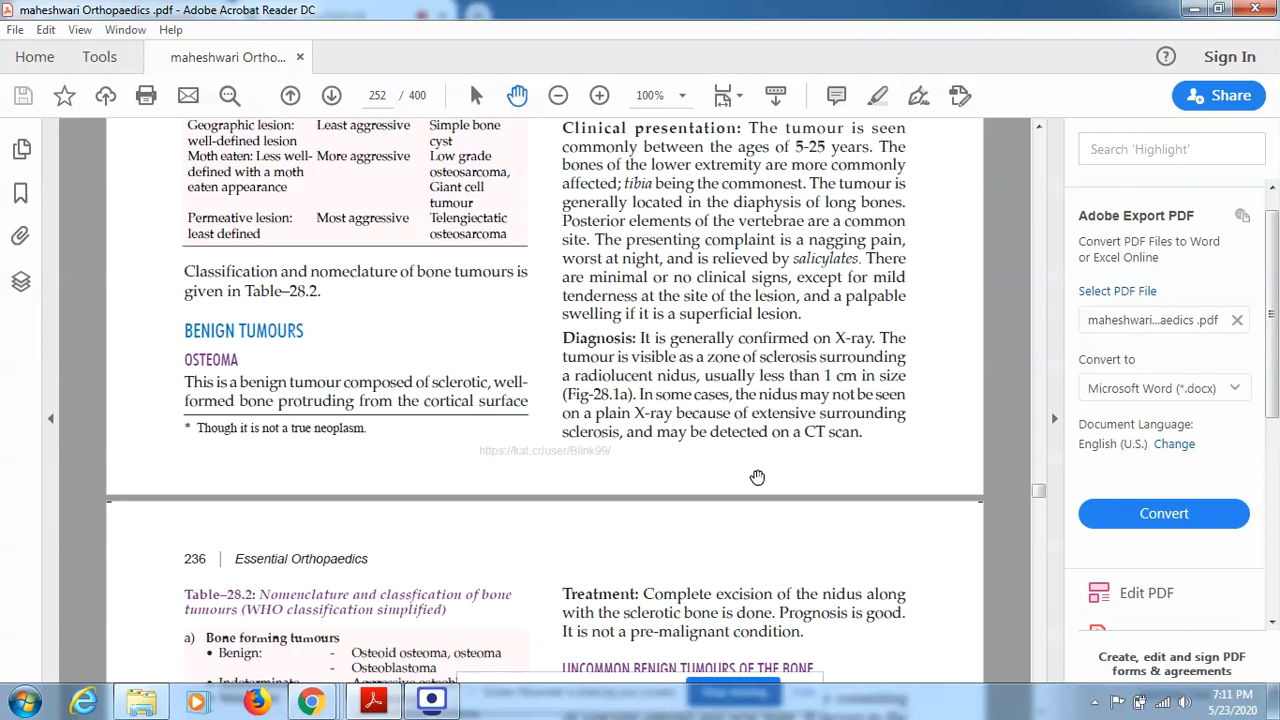 maheshwari Orthopaedics .pdf - Adobe Acrobat Reader DC
File Edit View Window Help
Home Tools maheshwari Ortho... ×
Sign In
252 / 400
100%
Share
Geographic lesion: Least aggressive Simple bone
well-defined lesion cyst
Moth eaten: Less well- More aggressive Low grade
defined with a moth osteosarcoma,
eaten appearance Giant cell
tumour
Permeative lesion: Most aggressive Telengiectatic
least defined osteosarcoma
Classification and nomeclature of bone tumours is
given in Table–28.2.
BENIGN TUMOURS
OSTEOMA
This is a benign tumour composed of sclerotic, well-
formed bone protruding from the cortical surface
* Though it is not a true neoplasm.
Clinical presentation: The tumour is seen
commonly between the ages of 5-25 years. The
bones of the lower extremity are more commonly
affected; tibia being the commonest. The tumour is
generally located in the diaphysis of long bones.
Posterior elements of the vertebrae are a common
site. The presenting complaint is a nagging pain,
worst at night, and is relieved by salicylates. There
are minimal or no clinical signs, except for mild
tenderness at the site of the lesion, and a palpable
swelling if it is a superficial lesion.
Diagnosis: It is generally confirmed on X-ray. The
tumour is visible as a zone of sclerosis surrounding
a radiolucent nidus, usually less than 1 cm in size
(Fig-28.1a). In some cases, the nidus may not be seen
on a plain X-ray because of extensive surrounding
sclerosis, and may be detected on a CT scan.
https://kat.cr/user/Blink99/
236 | Essential Orthopaedics
Table–28.2: Nomenclature and classfication of bone
tumours (WHO classification simplified)
a) Bone forming tumours
• Benign: - Osteoid osteoma, osteoma
- Osteoblastoma
Treatment: Complete excision of the nidus along
with the sclerotic bone is done. Prognosis is good.
It is not a pre-malignant condition.
UNCOMMON BENIGN TUMOURS OF THE BONE
Search 'Highlight'
Adobe Export PDF
Convert PDF Files to Word
or Excel Online
Select PDF File
maheshwari...aedics .pdf ×
Convert to
Microsoft Word (*.docx)
Document Language:
English (U.S.) Change
Convert
Edit PDF
Create, edit and sign PDF
forms & agreements
7:11 PM
5/23/2020